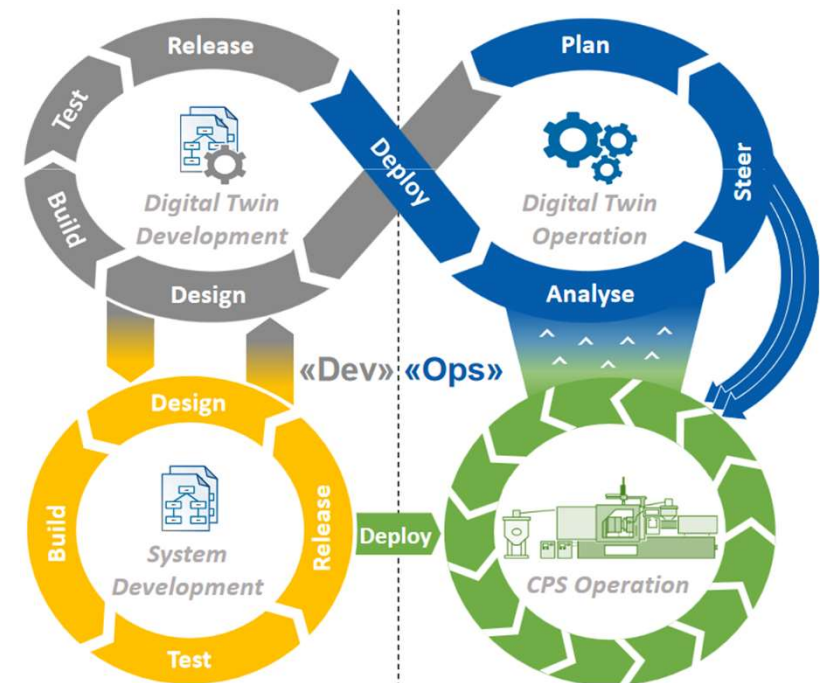 Release
Plan
Test
Steer
Deploy
Digital Twin
Development
Digital Twin
Operation
Build
Design
Analyse
«Dev» «Ops»
Design
Build
Release
Deploy
System
Development
CPS Operation
Test